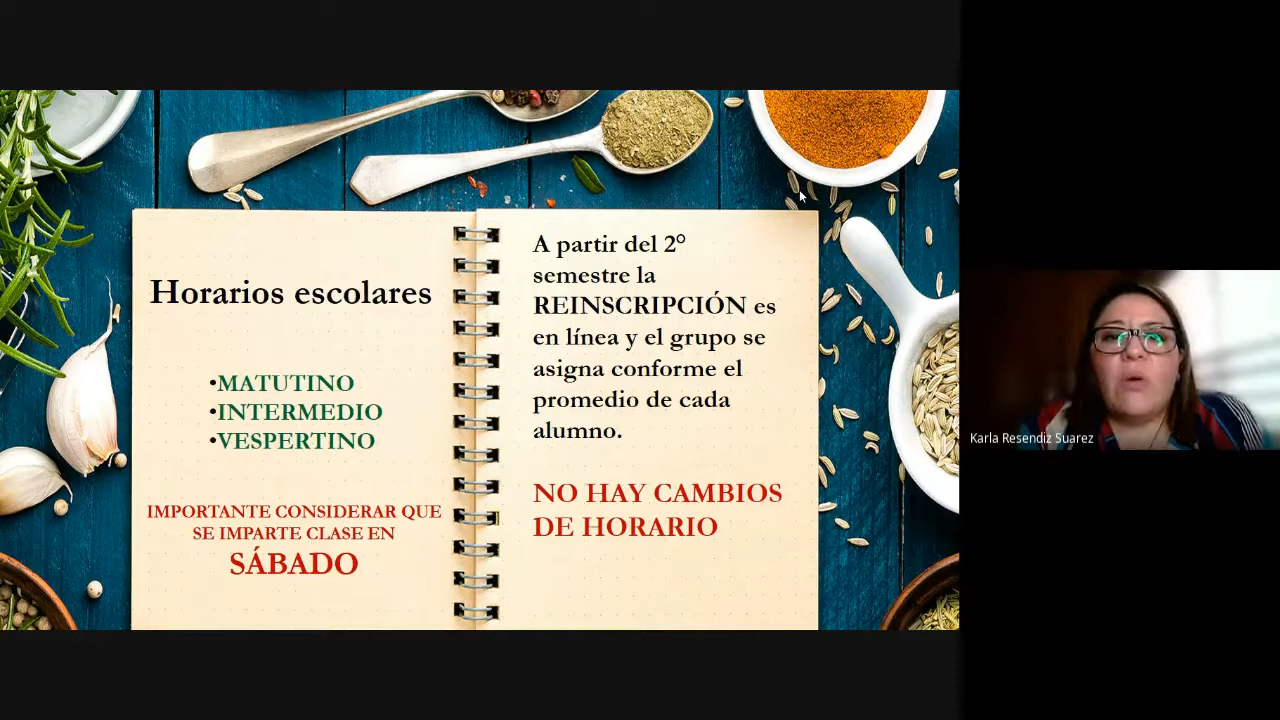 Horarios escolares
•MATUTINO
•INTERMEDIO
•VESPERTINO
IMPORTANTE CONSIDERAR QUE
SE IMPARTE CLASE EN
SÁBADO
A partir del 2°
semestre la
REINSCRIPCIÓN es
en línea y el grupo se
asigna conforme el
promedio de cada
alumno.
NO HAY CAMBIOS
DE HORARIO
Karla Resendiz Suarez